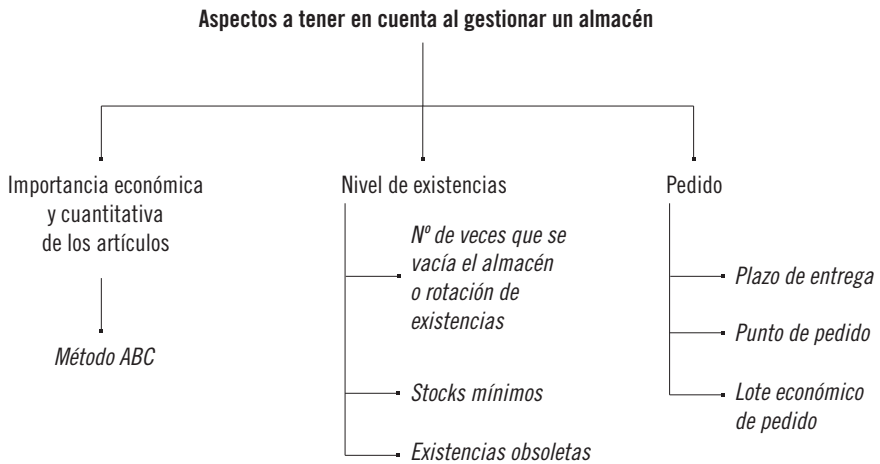 Aspectos a tener en cuenta al gestionar un almacén
Importancia económica
y cuantitativa
de los artículos
Método ABC
Nivel de existencias
Nº de veces que se
vacía el almacén
o rotación de
existencias
Stocks mínimos
Existencias obsoletas
Pedido
Plazo de entrega
Punto de pedido
Lote económico
de pedido